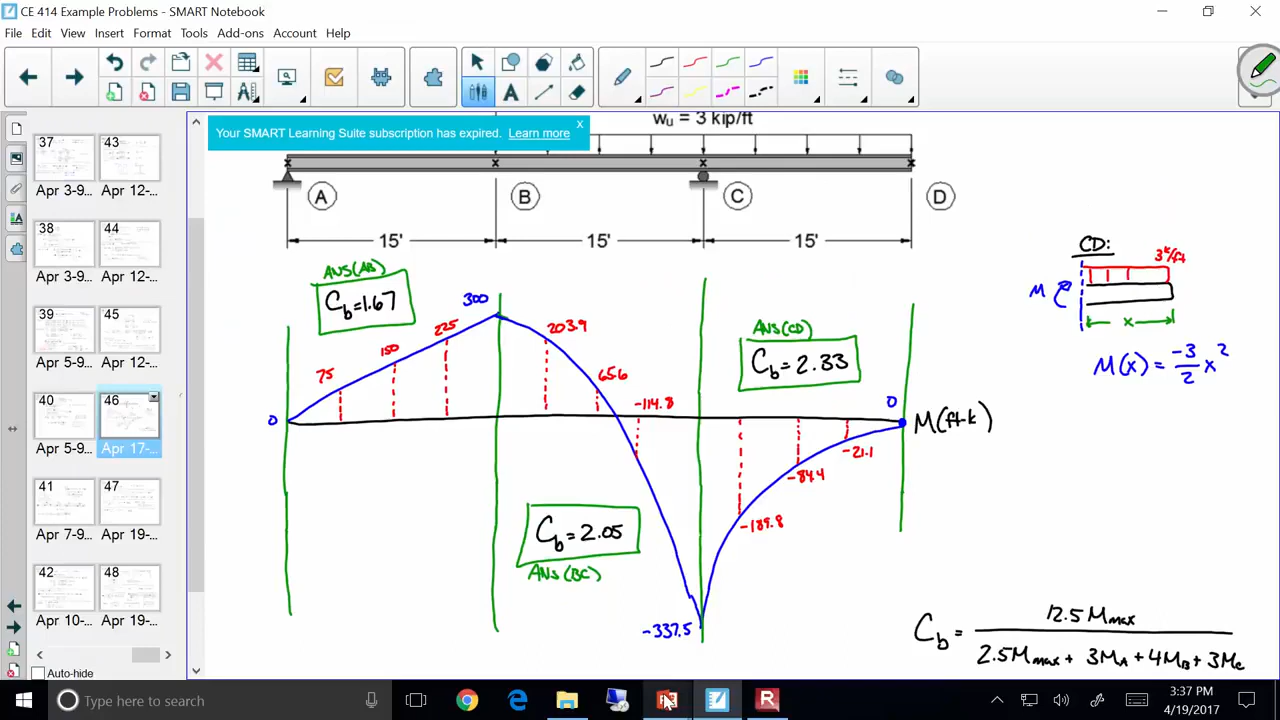 CE 414 Example Problems - SMART Notebook
File Edit View Insert Format Tools Add-ons Account Help
Your SMART Learning Suite subscription has expired. Learn more x
wu = 3 kip/ft
A B C D
15' 15' 15'
37 43
Apr 3-9... Apr 12-...
38 44
Apr 3-9... Apr 12-...
39 45
Apr 5-9... Apr 12-...
40 46
Apr 5-9... Apr 17-...
41 47
Apr 7-9... Apr 19-...
42 48
Apr 10-... Apr 19-...
Auto-hide
ANS(AB)
Cb=1.67
0
75
150
225
300
203.9
65.6
-114.8
ANS(CD)
Cb = 2.33
0
M(ft-k)
-21.1
-84.4
-189.8
Cb = 2.05
ANS(BC)
-337.5
CD:
3k/ft
M
x
M(x) = -3/2 x²
Cb = 12.5 Mmax / 2.5Mmax + 3MA + 4MB + 3MC
Type here to search
3:37 PM
4/19/2017